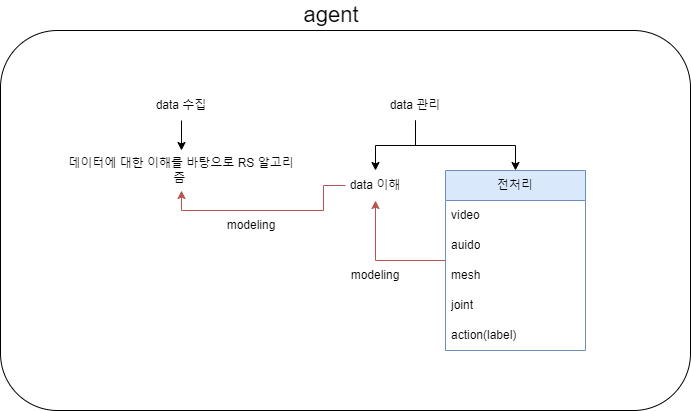 agent
data 수집
data 관리
데이터에 대한 이해를 바탕으로 RS 알고리
즘
data 이해
전처리
video
auido
mesh
joint
action(label)
modeling
modeling